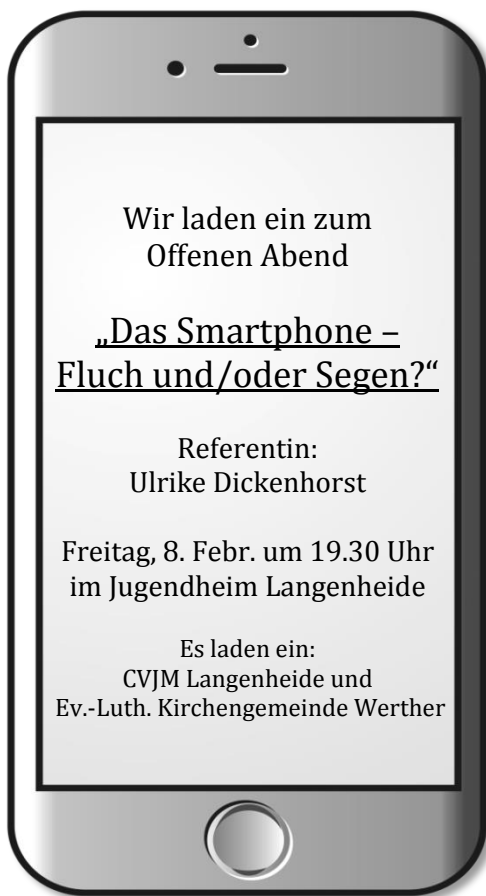 Wir laden ein zum
Offenen Abend
„Das Smartphone –
Fluch und/oder Segen?“
Referentin:
Ulrike Dickenhorst
Freitag, 8. Febr. um 19.30 Uhr
im Jugendheim Langenheide
Es laden ein:
CVJM Langenheide und
Ev.-Luth. Kirchengemeinde Werther